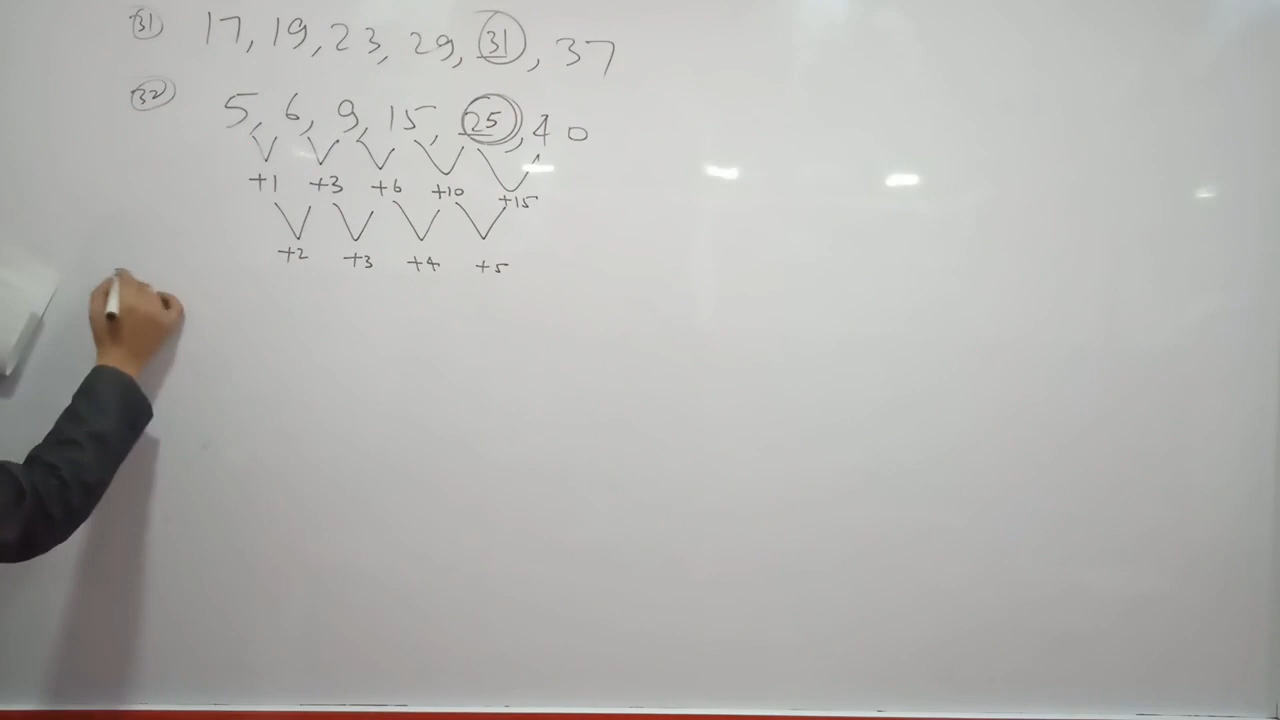 31 17, 19, 23, 29, 31, 37
32 5, 6, 9, 15, 25, 40
+1 +3 +6 +10 +15
+2 +3 +4 +5